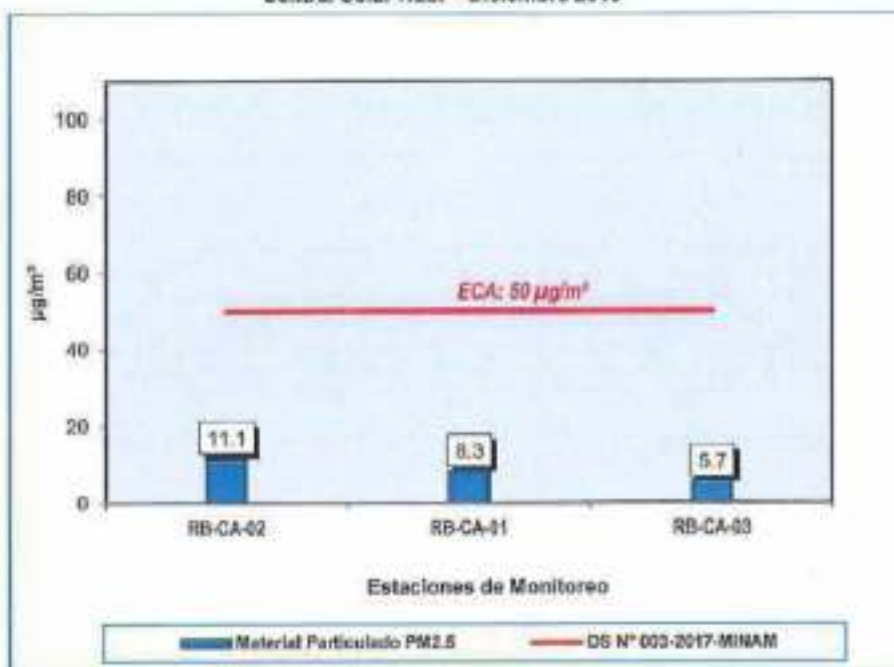 100
80
60
40
20
0
µg/m³
ECA: 50 µg/m³
11.1
8.3
5.7
RB-CA-02
RB-CA-01
RB-CA-03
Estaciones de Monitoreo
Material Particulado PM2.5
DS N° 003-2017-MINAM